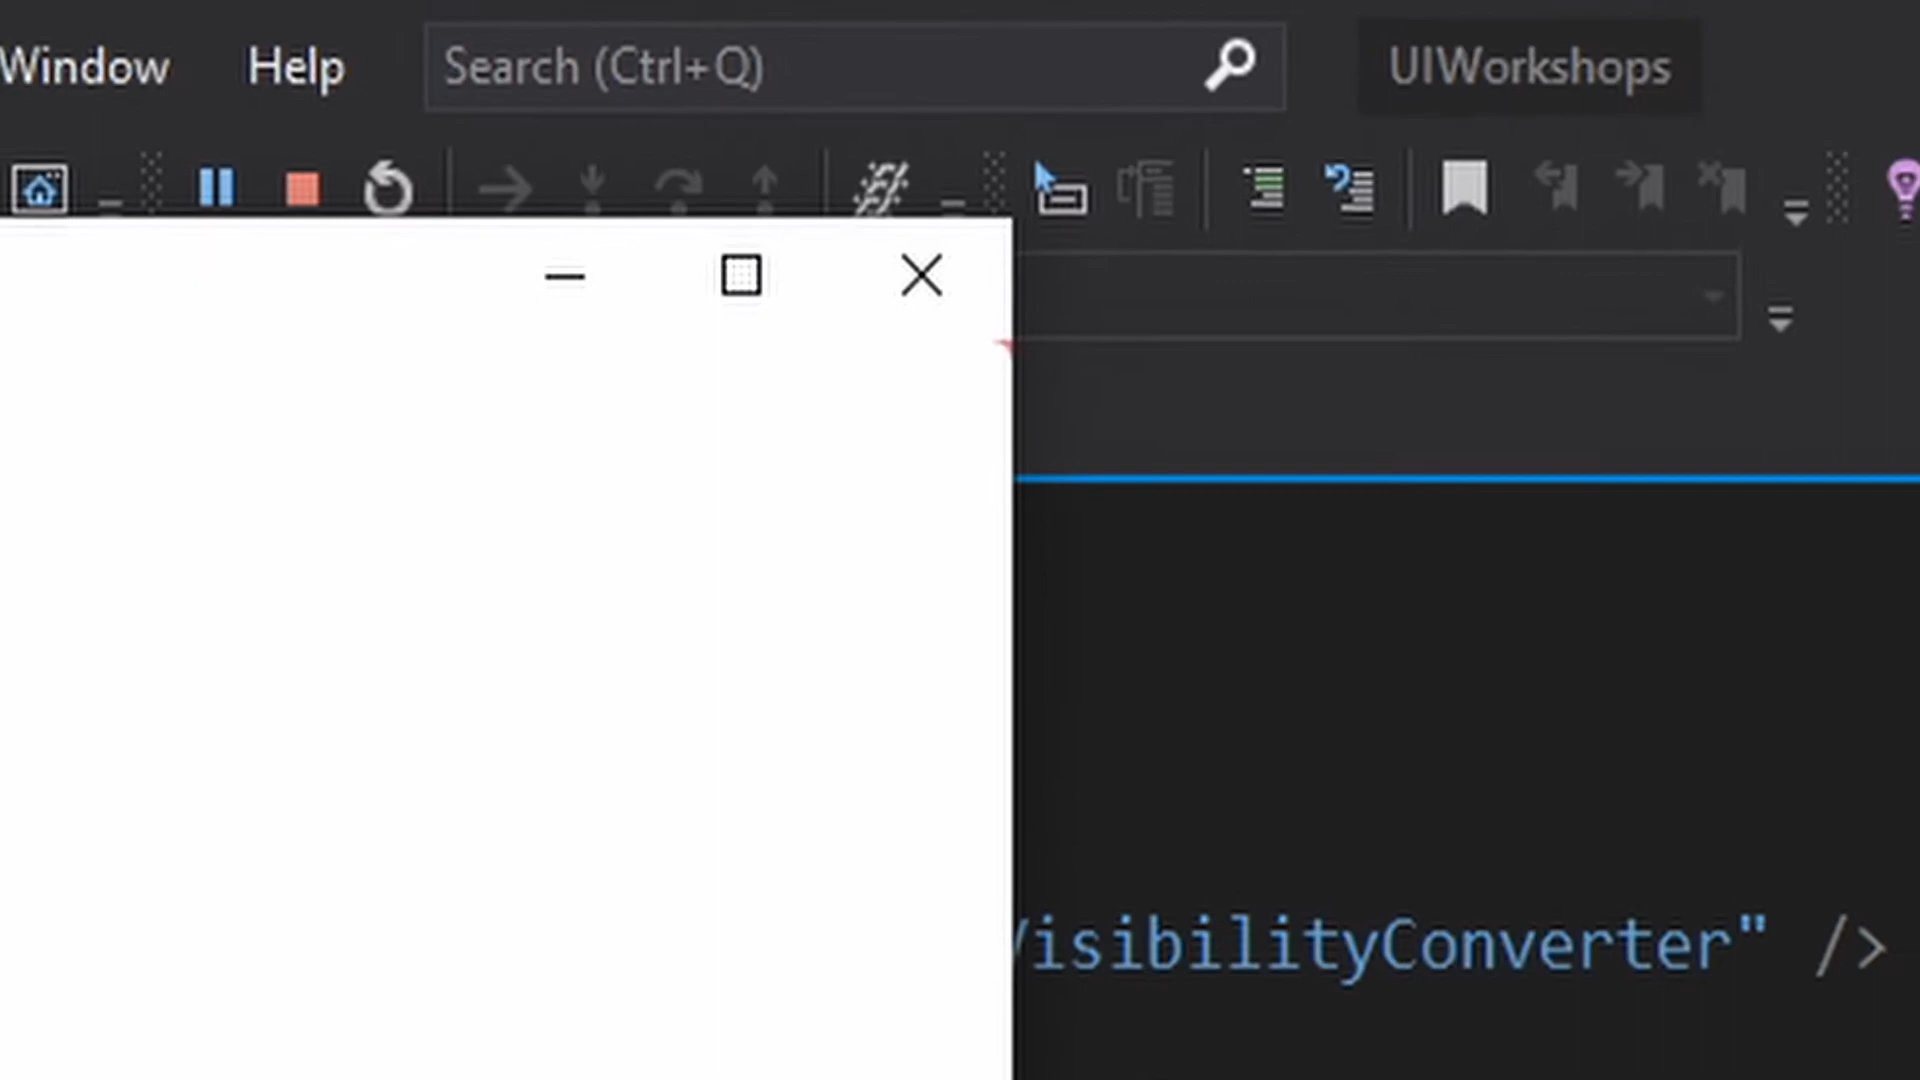 Window Help Search (Ctrl+Q) UIWorkshops
isibilityConverter" />